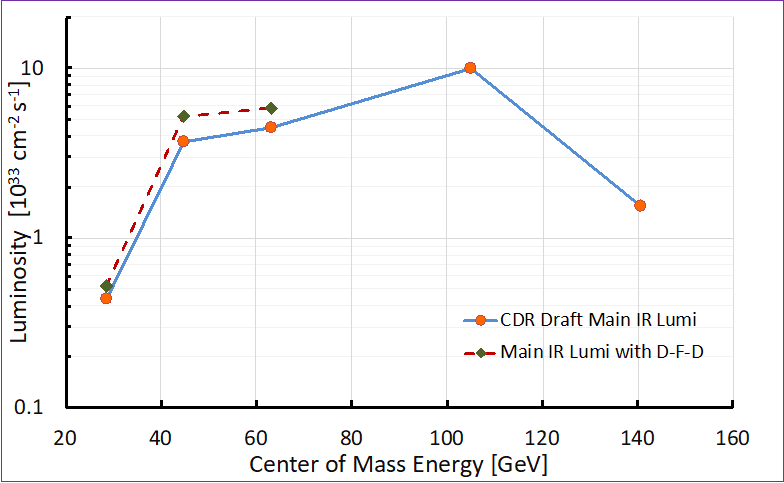 10
1
0.1
Luminosity [10³³ cm⁻² s⁻¹]
CDR Draft Main IR Lumi
Main IR Lumi with D-F-D
20 40 60 80 100 120 140 160
Center of Mass Energy [GeV]